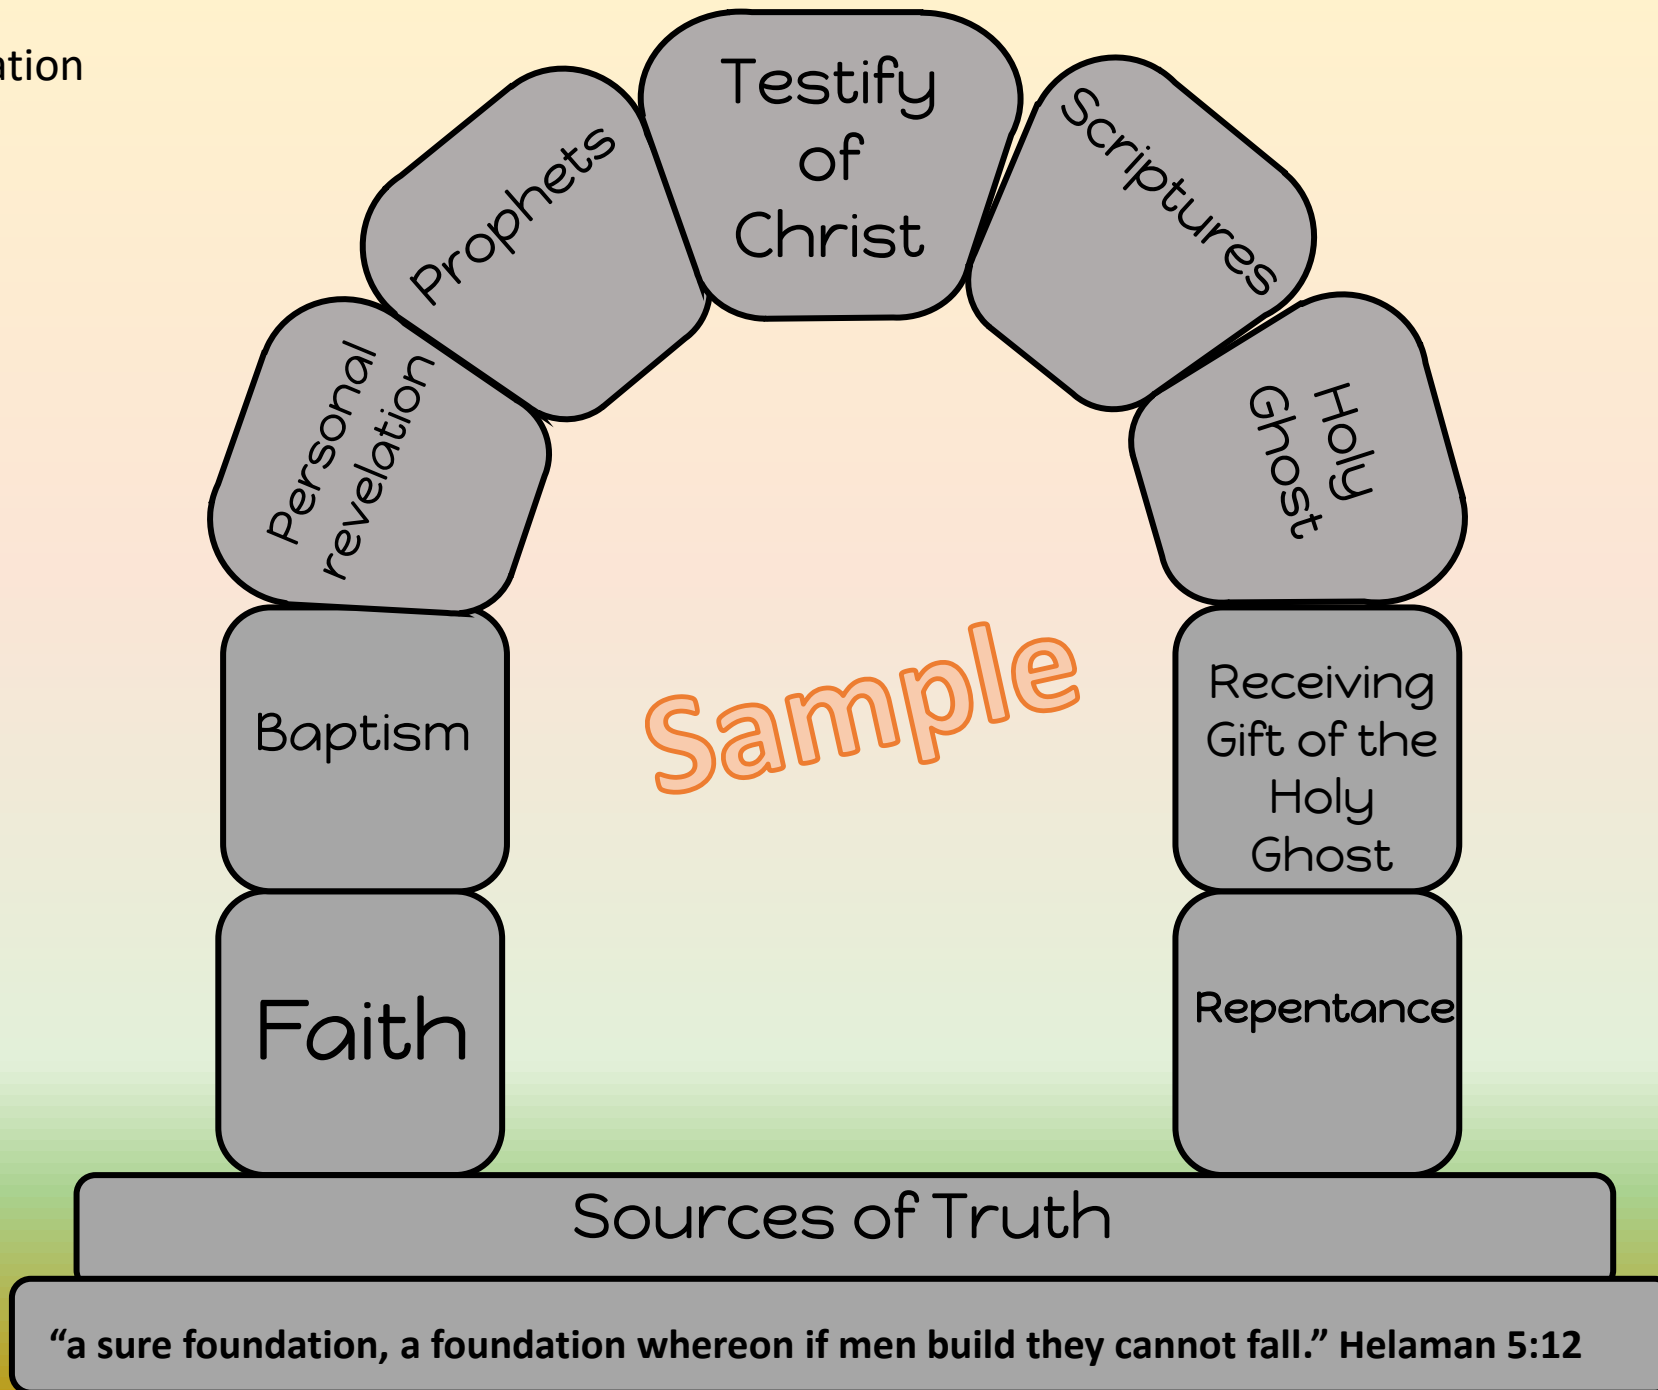 Testify
of
Christ
Prophets
Scriptures
Personal
revelation
Holy
Ghost
Sample
Baptism
Receiving
Gift of the
Holy
Ghost
Faith
Repentance
Sources of Truth
“a sure foundation, a foundation whereon if men build they cannot fall.” Helaman 5:12